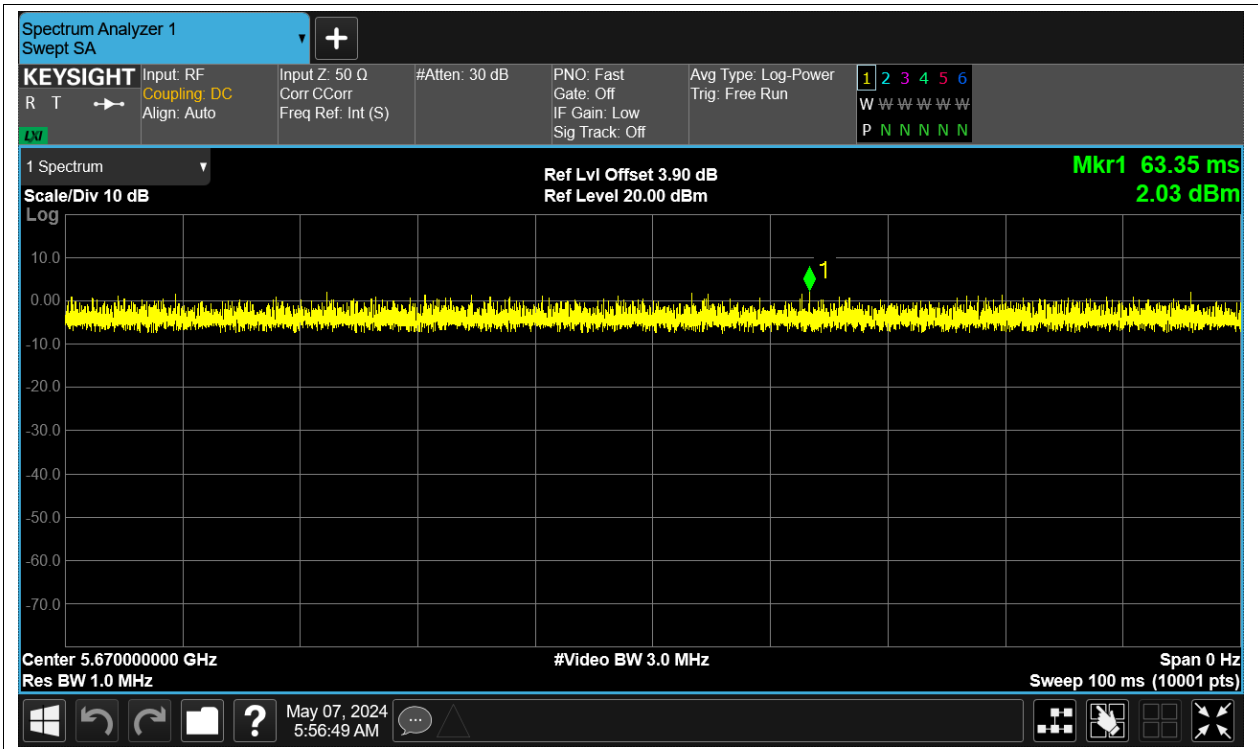 Spectrum Analyzer 1
Swept SA
KEYSIGHT
R T
LXI
Input: RF
Coupling: DC
Align: Auto
Input Z: 50 Ω
Corr CCorr
Freq Ref: Int (S)
#Atten: 30 dB
PNO: Fast
Gate: Off
IF Gain: Low
Sig Track: Off
Avg Type: Log-Power
Trig: Free Run
1 2 3 4 5 6
W W W W W W
P N N N N N
1 Spectrum
Scale/Div 10 dB
Log
Ref Lvl Offset 3.90 dB
Ref Level 20.00 dBm
Mkr1 63.35 ms
2.03 dBm
10.0
1
0.00
-10.0
-20.0
-30.0
-40.0
-50.0
-60.0
-70.0
Center 5.670000000 GHz
Res BW 1.0 MHz
#Video BW 3.0 MHz
Span 0 Hz
Sweep 100 ms (10001 pts)
?
May 07, 2024
5:56:49 AM